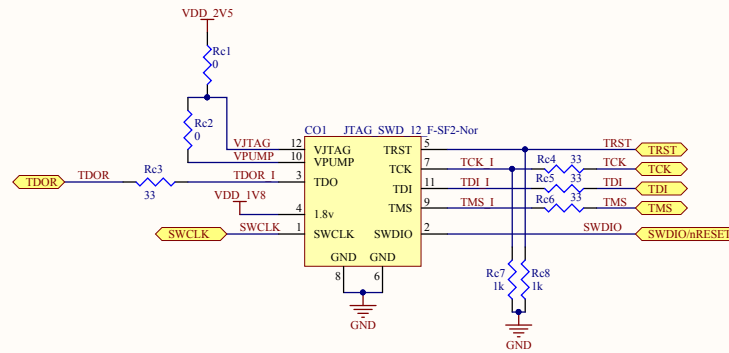 VDD_2V5
Rc1
0
Rc2
0
CO1 JTAG_SWD_12_F-SF2-Nor
VJTAG 12 VJTAG TRST 5 TRST TRST
VPUMP 10 VPUMP
TCK 7 TCK_I Rc4 33 TCK TCK
TDOR TDOR Rc3 33 TDOR_I 3 TDO
TDI 11 TDI_I Rc5 33 TDI TDI
VDD_1V8
4 1.8v
TMS 9 TMS_I Rc6 33 TMS TMS
SWCLK SWCLK 1 SWCLK SWDIO 2 SWDIO SWDIO/nRESET
GND GND
8 6
Rc7 Rc8
1k 1k
GND
GND